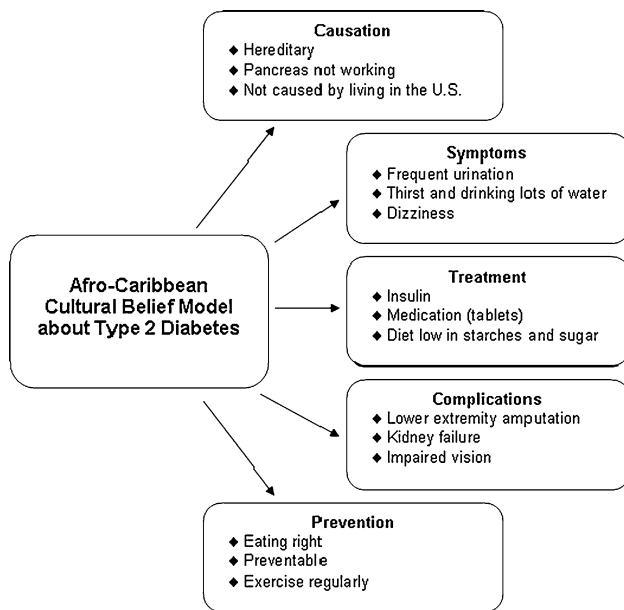 Causation
◆ Hereditary
◆ Pancreas not working
◆ Not caused by living in the U.S.
Symptoms
◆ Frequent urination
◆ Thirst and drinking lots of water
◆ Dizziness
Afro-Caribbean
Cultural Belief Model
about Type 2 Diabetes
Treatment
◆ Insulin
◆ Medication (tablets)
◆ Diet low in starches and sugar
Complications
◆ Lower extremity amputation
◆ Kidney failure
◆ Impaired vision
Prevention
◆ Eating right
◆ Preventable
◆ Exercise regularly